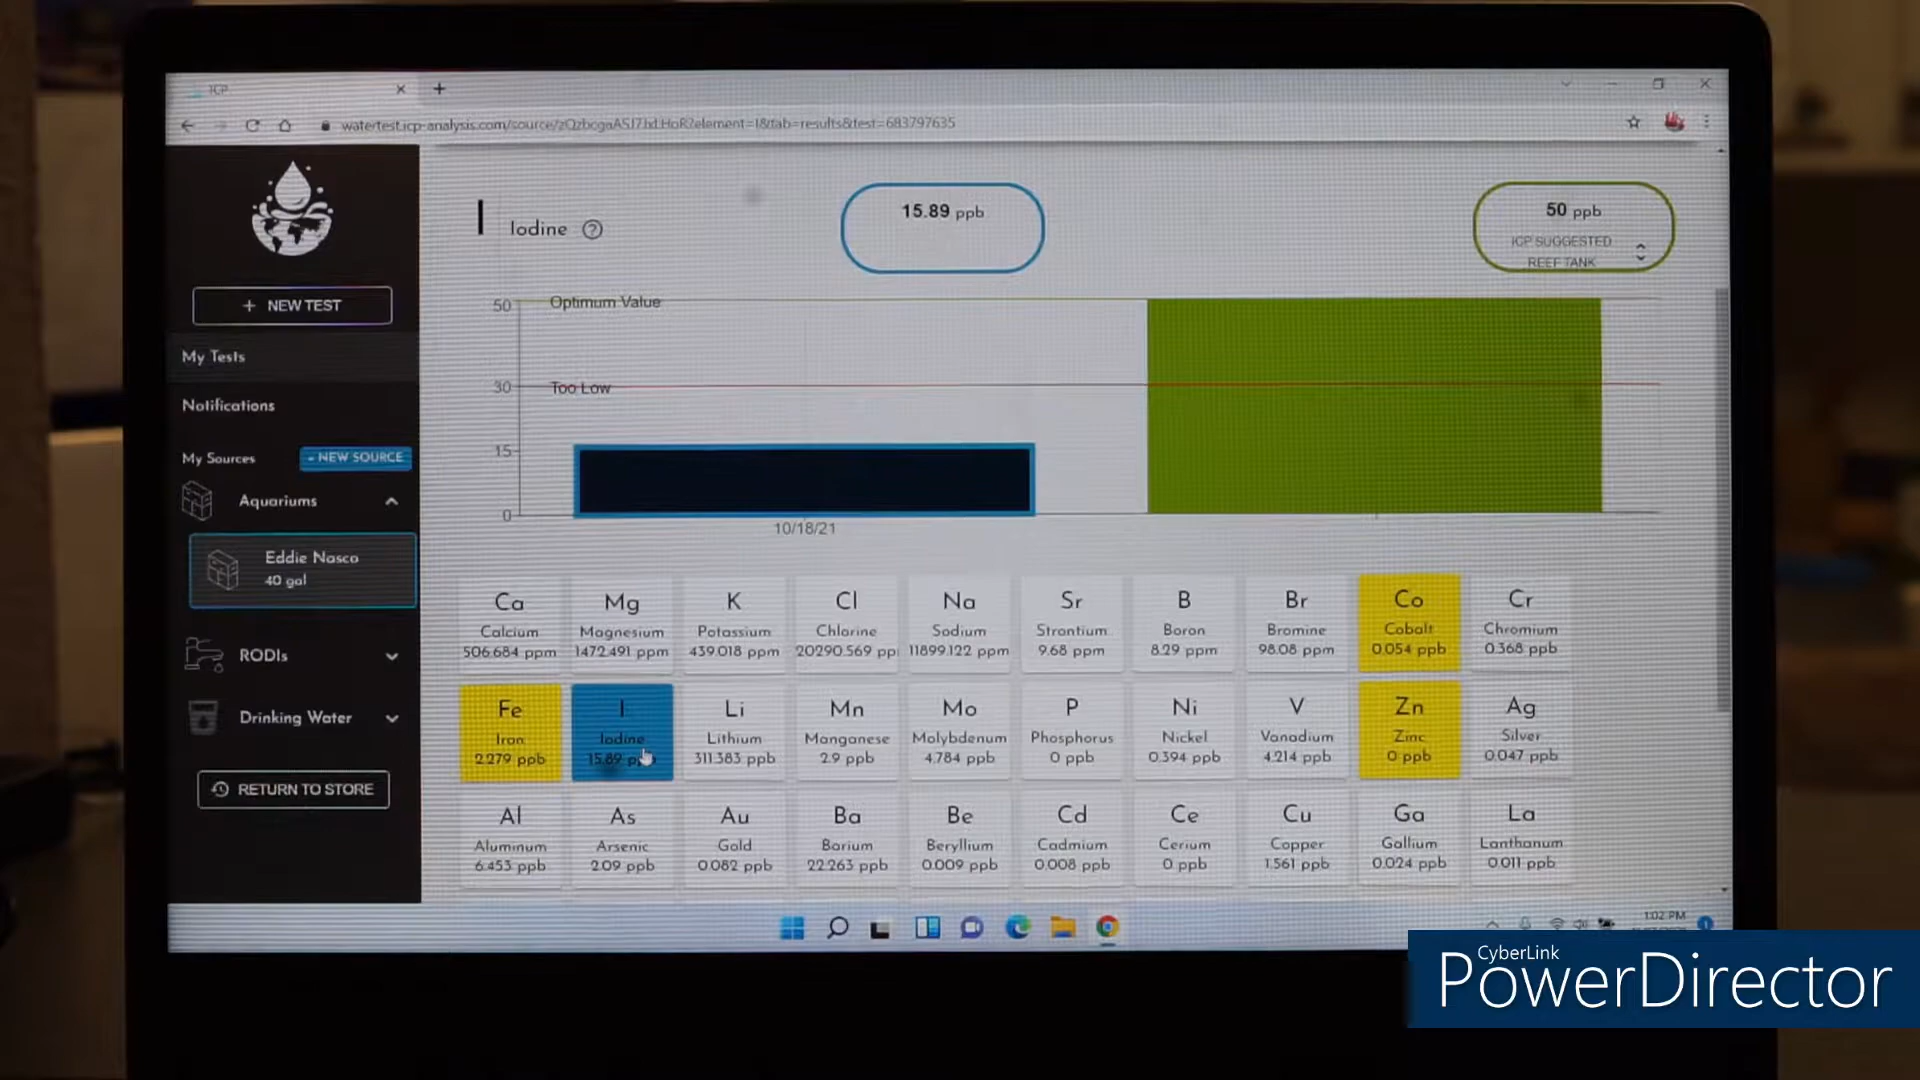 ICP
watertest.icp-analysis.com/source/
I Iodine ?
15.89 ppb
50 ppb
ICP SUGGESTED
REEF TANK
+ NEW TEST
My Tests
Notifications
My Sources
+ NEW SOURCE
Aquariums
Eddie Nasco
40 gal
RODIs
Drinking Water
RETURN TO STORE
50
Optimum Value
30
Too Low
15
0
10/18/21
Ca Mg K Cl Na Sr B Br Co Cr
Calcium Magnesium Potassium Chlorine Sodium Strontium Boron Bromine Cobalt Chromium
506.684 ppm 1472.491 ppm 439.018 ppm 20290.569 pp 11899.122 ppm 9.68 ppm 8.29 ppm 98.08 ppm 0.054 ppb 0.368 ppb
Fe I Li Mn Mo P Ni V Zn Ag
Iron Iodine Lithium Manganese Molybdenum Phosphorus Nickel Vanadium Zinc Silver
2.279 ppb 15.89 311.383 ppb 2.9 ppb 4.784 ppb 0 ppb 0.394 ppb 4.214 ppb 0 ppb 0.047 ppb
Al As Au Ba Be Cd Ce Cu Ga La
Aluminum Arsenic Gold Barium Beryllium Cadmium Cerium Copper Gallium Lanthanum
6.453 ppb 2.09 ppb 0.082 ppb 22.263 ppb 0.009 ppb 0.008 ppb 0 ppb 1.561 ppb 0.024 ppb 0.011 ppb
1:02 PM
CyberLink
PowerDirector